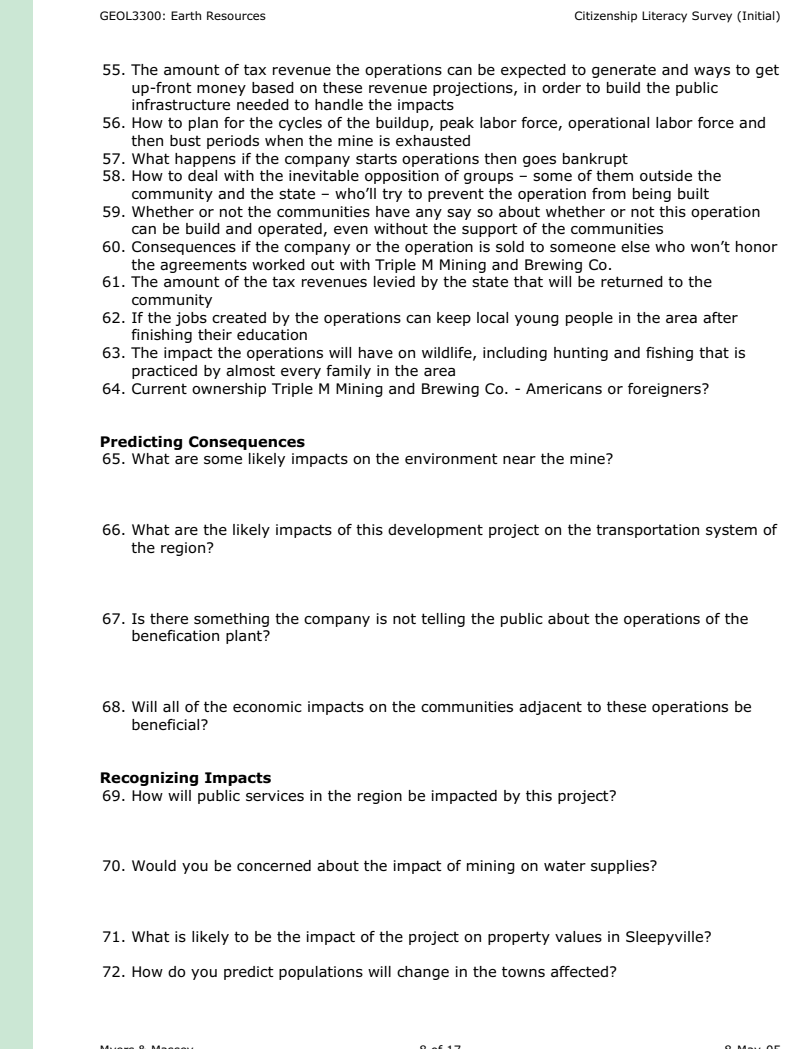 GEOL3300: Earth Resources Citizenship Literacy Survey (Initial)
55. The amount of tax revenue the operations can be expected to generate and ways to get
up-front money based on these revenue projections, in order to build the public
infrastructure needed to handle the impacts
56. How to plan for the cycles of the buildup, peak labor force, operational labor force and
then bust periods when the mine is exhausted
57. What happens if the company starts operations then goes bankrupt
58. How to deal with the inevitable opposition of groups – some of them outside the
community and the state – who'll try to prevent the operation from being built
59. Whether or not the communities have any say so about whether or not this operation
can be build and operated, even without the support of the communities
60. Consequences if the company or the operation is sold to someone else who won't honor
the agreements worked out with Triple M Mining and Brewing Co.
61. The amount of the tax revenues levied by the state that will be returned to the
community
62. If the jobs created by the operations can keep local young people in the area after
finishing their education
63. The impact the operations will have on wildlife, including hunting and fishing that is
practiced by almost every family in the area
64. Current ownership Triple M Mining and Brewing Co. - Americans or foreigners?
Predicting Consequences
65. What are some likely impacts on the environment near the mine?
66. What are the likely impacts of this development project on the transportation system of
the region?
67. Is there something the company is not telling the public about the operations of the
benefication plant?
68. Will all of the economic impacts on the communities adjacent to these operations be
beneficial?
Recognizing Impacts
69. How will public services in the region be impacted by this project?
70. Would you be concerned about the impact of mining on water supplies?
71. What is likely to be the impact of the project on property values in Sleepyville?
72. How do you predict populations will change in the towns affected?
Myers & Massey 8 of 17 8-May-05